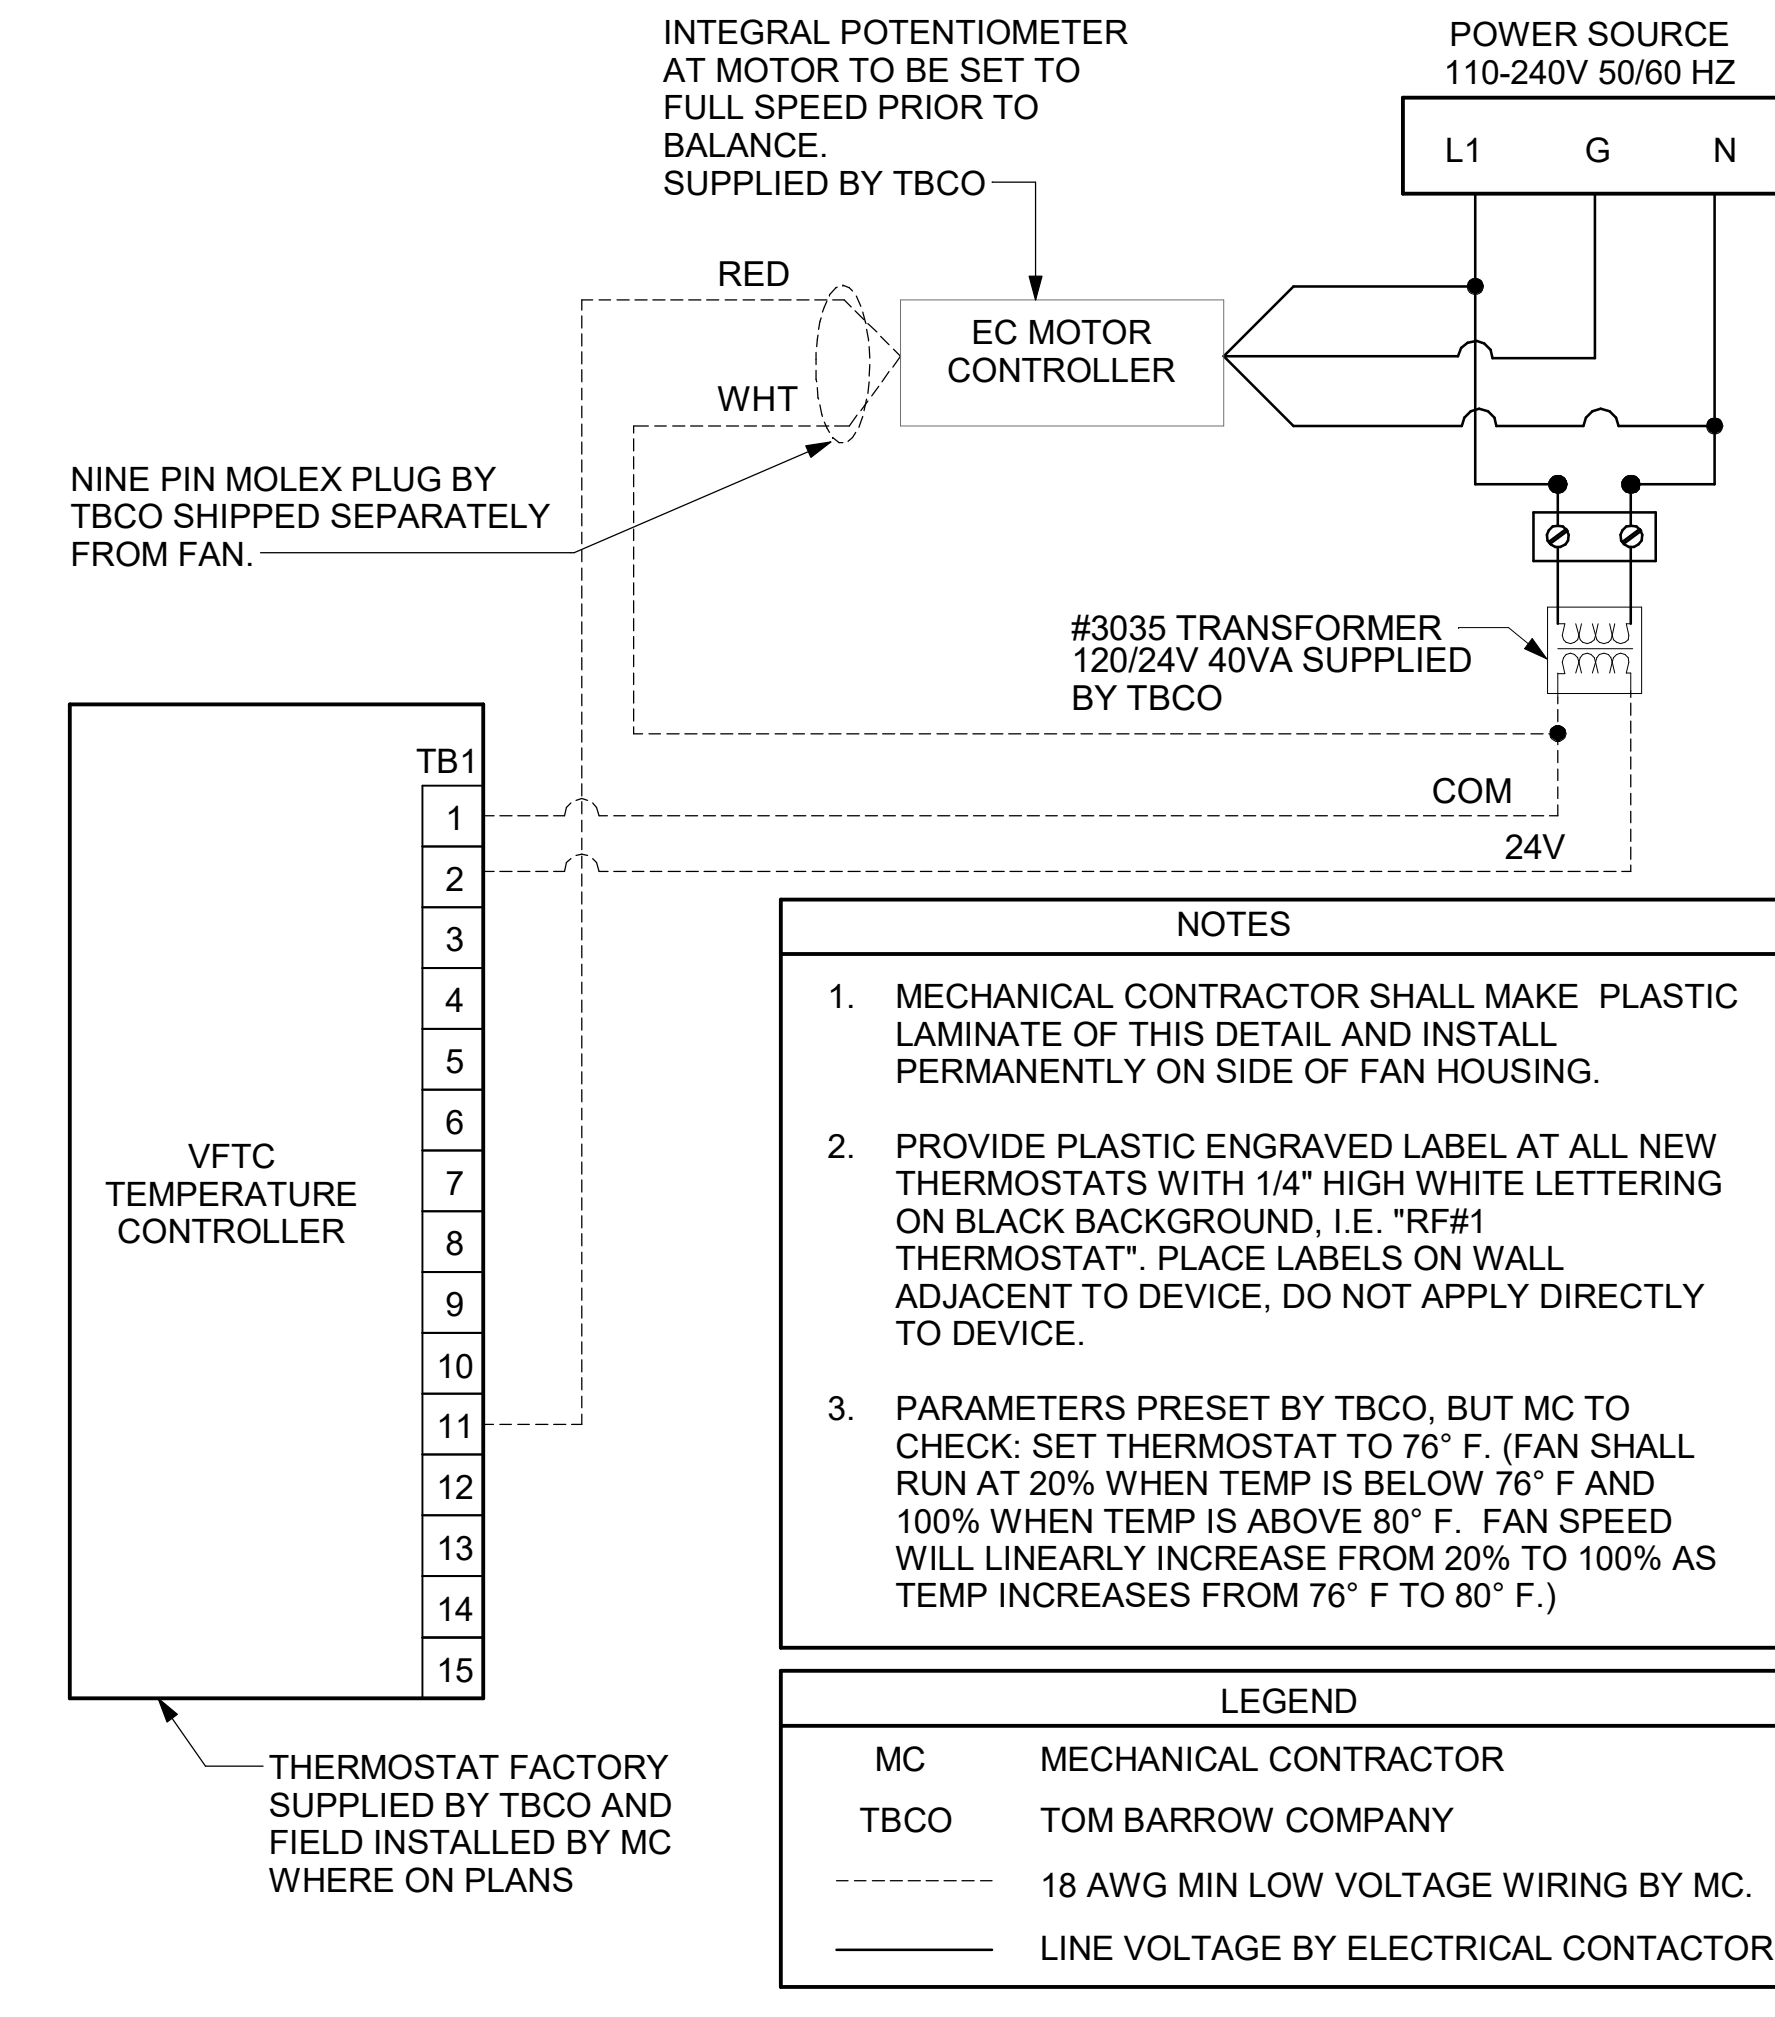 INTEGRAL POTENTIOMETER
AT MOTOR TO BE SET TO
FULL SPEED PRIOR TO
BALANCE.
SUPPLIED BY TBCO
POWER SOURCE
110-240V 50/60 HZ
L1 G N
RED
EC MOTOR
CONTROLLER
WHT
NINE PIN MOLEX PLUG BY
TBCO SHIPPED SEPARATELY
FROM FAN.
#3035 TRANSFORMER
120/24V 40VA SUPPLIED
BY TBCO
COM
24V
TB1
1
2
3
4
5
6
7
8
9
10
11
12
13
14
15
VFTC
TEMPERATURE
CONTROLLER
THERMOSTAT FACTORY
SUPPLIED BY TBCO AND
FIELD INSTALLED BY MC
WHERE ON PLANS
NOTES
1. MECHANICAL CONTRACTOR SHALL MAKE PLASTIC
LAMINATE OF THIS DETAIL AND INSTALL
PERMANENTLY ON SIDE OF FAN HOUSING.
2. PROVIDE PLASTIC ENGRAVED LABEL AT ALL NEW
THERMOSTATS WITH 1/4" HIGH WHITE LETTERING
ON BLACK BACKGROUND, I.E. "RF#1
THERMOSTAT". PLACE LABELS ON WALL
ADJACENT TO DEVICE, DO NOT APPLY DIRECTLY
TO DEVICE.
3. PARAMETERS PRESET BY TBCO, BUT MC TO
CHECK: SET THERMOSTAT TO 76° F. (FAN SHALL
RUN AT 20% WHEN TEMP IS BELOW 76° F AND
100% WHEN TEMP IS ABOVE 80° F. FAN SPEED
WILL LINEARLY INCREASE FROM 20% TO 100% AS
TEMP INCREASES FROM 76° F TO 80° F.)
LEGEND
MC MECHANICAL CONTRACTOR
TBCO TOM BARROW COMPANY
18 AWG MIN LOW VOLTAGE WIRING BY MC.
LINE VOLTAGE BY ELECTRICAL CONTACTOR